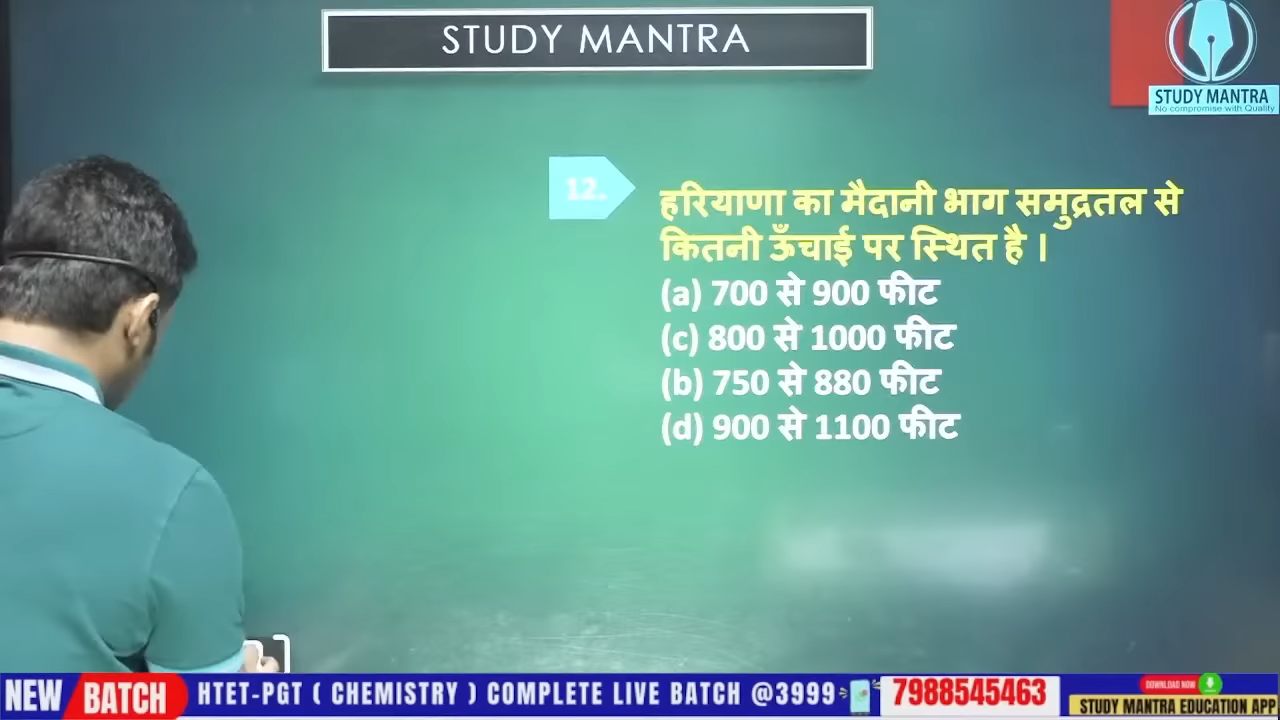 STUDY MANTRA
STUDY MANTRA
No compromise with Quality
12.
हरियाणा का मैदानी भाग समुद्रतल से
कितनी ऊँचाई पर स्थित है ।
(a) 700 से 900 फीट
(c) 800 से 1000 फीट
(b) 750 से 880 फीट
(d) 900 से 1100 फीट
NEW BATCH HTET-PGT ( CHEMISTRY ) COMPLETE LIVE BATCH @3999 7988545463
DOWNLOAD NOW
STUDY MANTRA EDUCATION APP